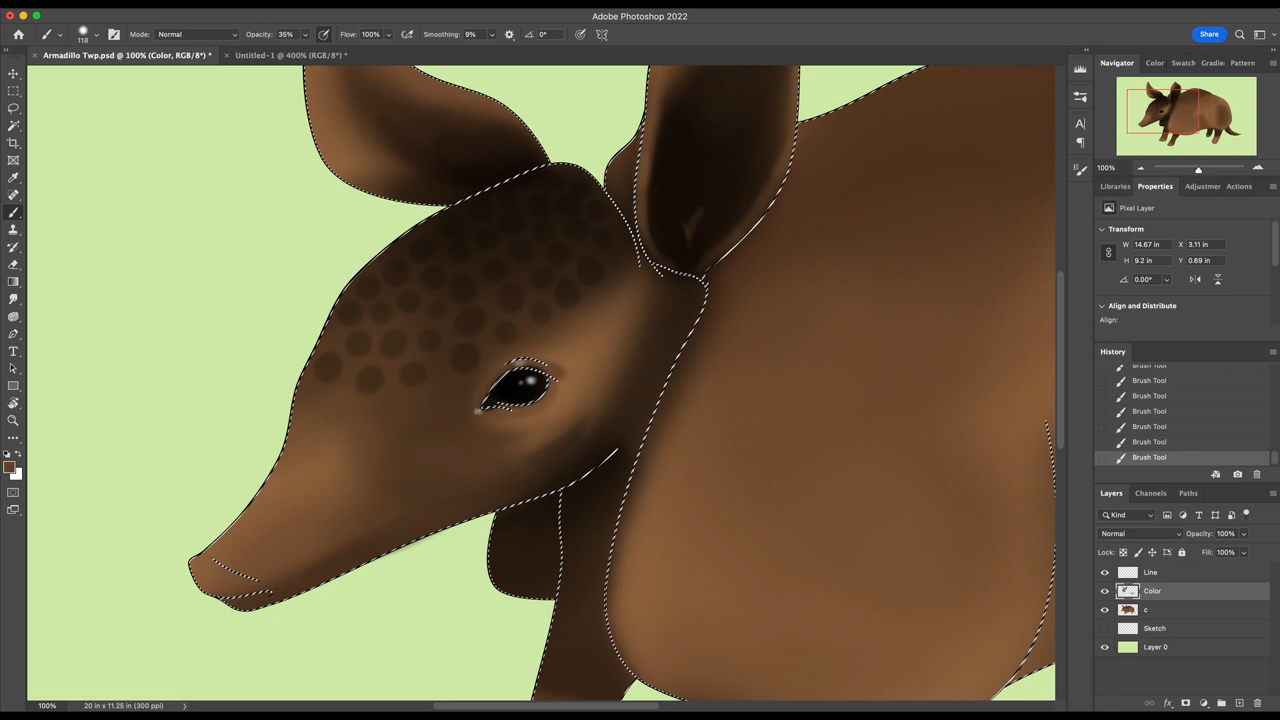 Adobe Photoshop 2022
118 Mode: Normal Opacity: 35% Flow: 100% Smoothing: 9% 0° Share
Armadillo Twp.psd @ 100% (Color, RGB/8*) * Untitled-1 @ 400% (RGB/8*) *
Navigator Color Swatch Gradie Pattern
100%
Libraries Properties Adjustmer Actions
Pixel Layer
Transform
W 14.67 in X 3.11 in
H 9.2 in Y 0.69 in
0.00°
Align and Distribute
Align:
History
Brush Tool
Brush Tool
Brush Tool
Brush Tool
Brush Tool
Brush Tool
Brush Tool
Layers Channels Paths
Kind
Normal Opacity: 100%
Lock: Fill: 100%
Line
Color
c
Sketch
Layer 0
100% 20 in x 11.25 in (300 ppi)